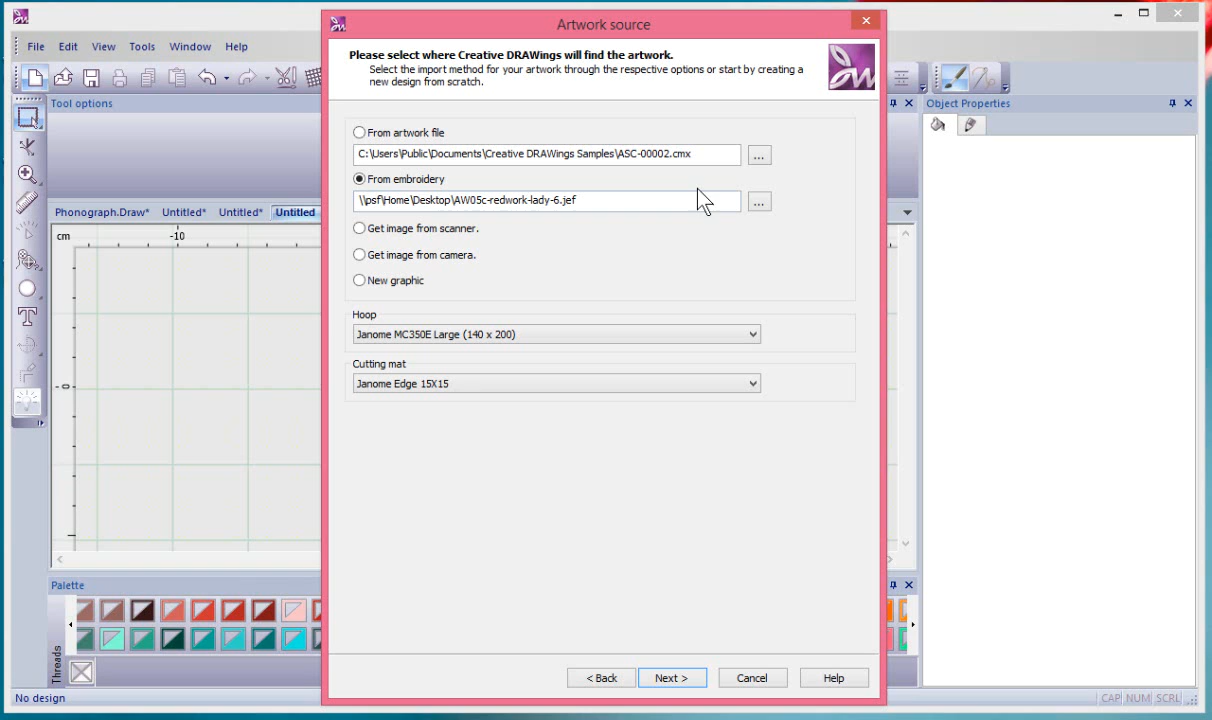 Artwork source
File Edit View Tools Window Help
Please select where Creative DRAWings will find the artwork.
Select the import method for your artwork through the respective options or start by creating a
new design from scratch.
Tool options
Object Properties
From artwork file
C:\Users\Public\Documents\Creative DRAWings Samples\ASC-00002.cmx
...
From embroidery
\\psf\Home\Desktop\AW05c-redwork-lady-6.jef
...
Phonograph.Draw* Untitled* Untitled* Untitled
Get image from scanner.
cm
-10
Get image from camera.
New graphic
Hoop
Janome MC350E Large (140 x 200)
Cutting mat
Janome Edge 15X15
- 0
Palette
Threads
< Back Next > Cancel Help
No design
CAP NUM SCRL